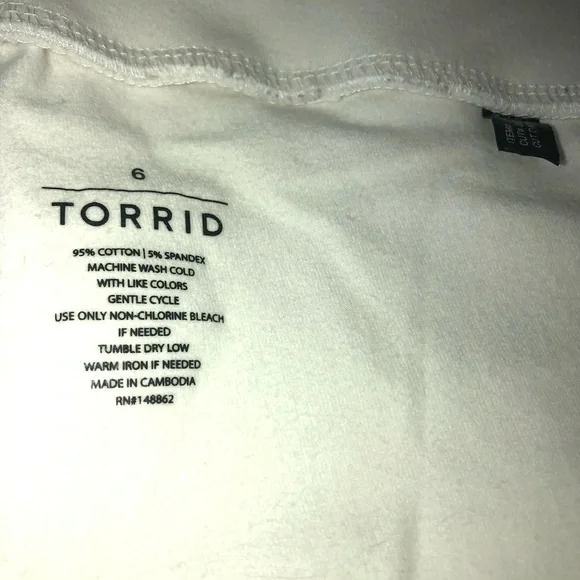 6
TORRID
95% COTTON | 5% SPANDEX
MACHINE WASH COLD
WITH LIKE COLORS
GENTLE CYCLE
USE ONLY NON-CHLORINE BLEACH
IF NEEDED
TUMBLE DRY LOW
WARM IRON IF NEEDED
MADE IN CAMBODIA
RN#148862